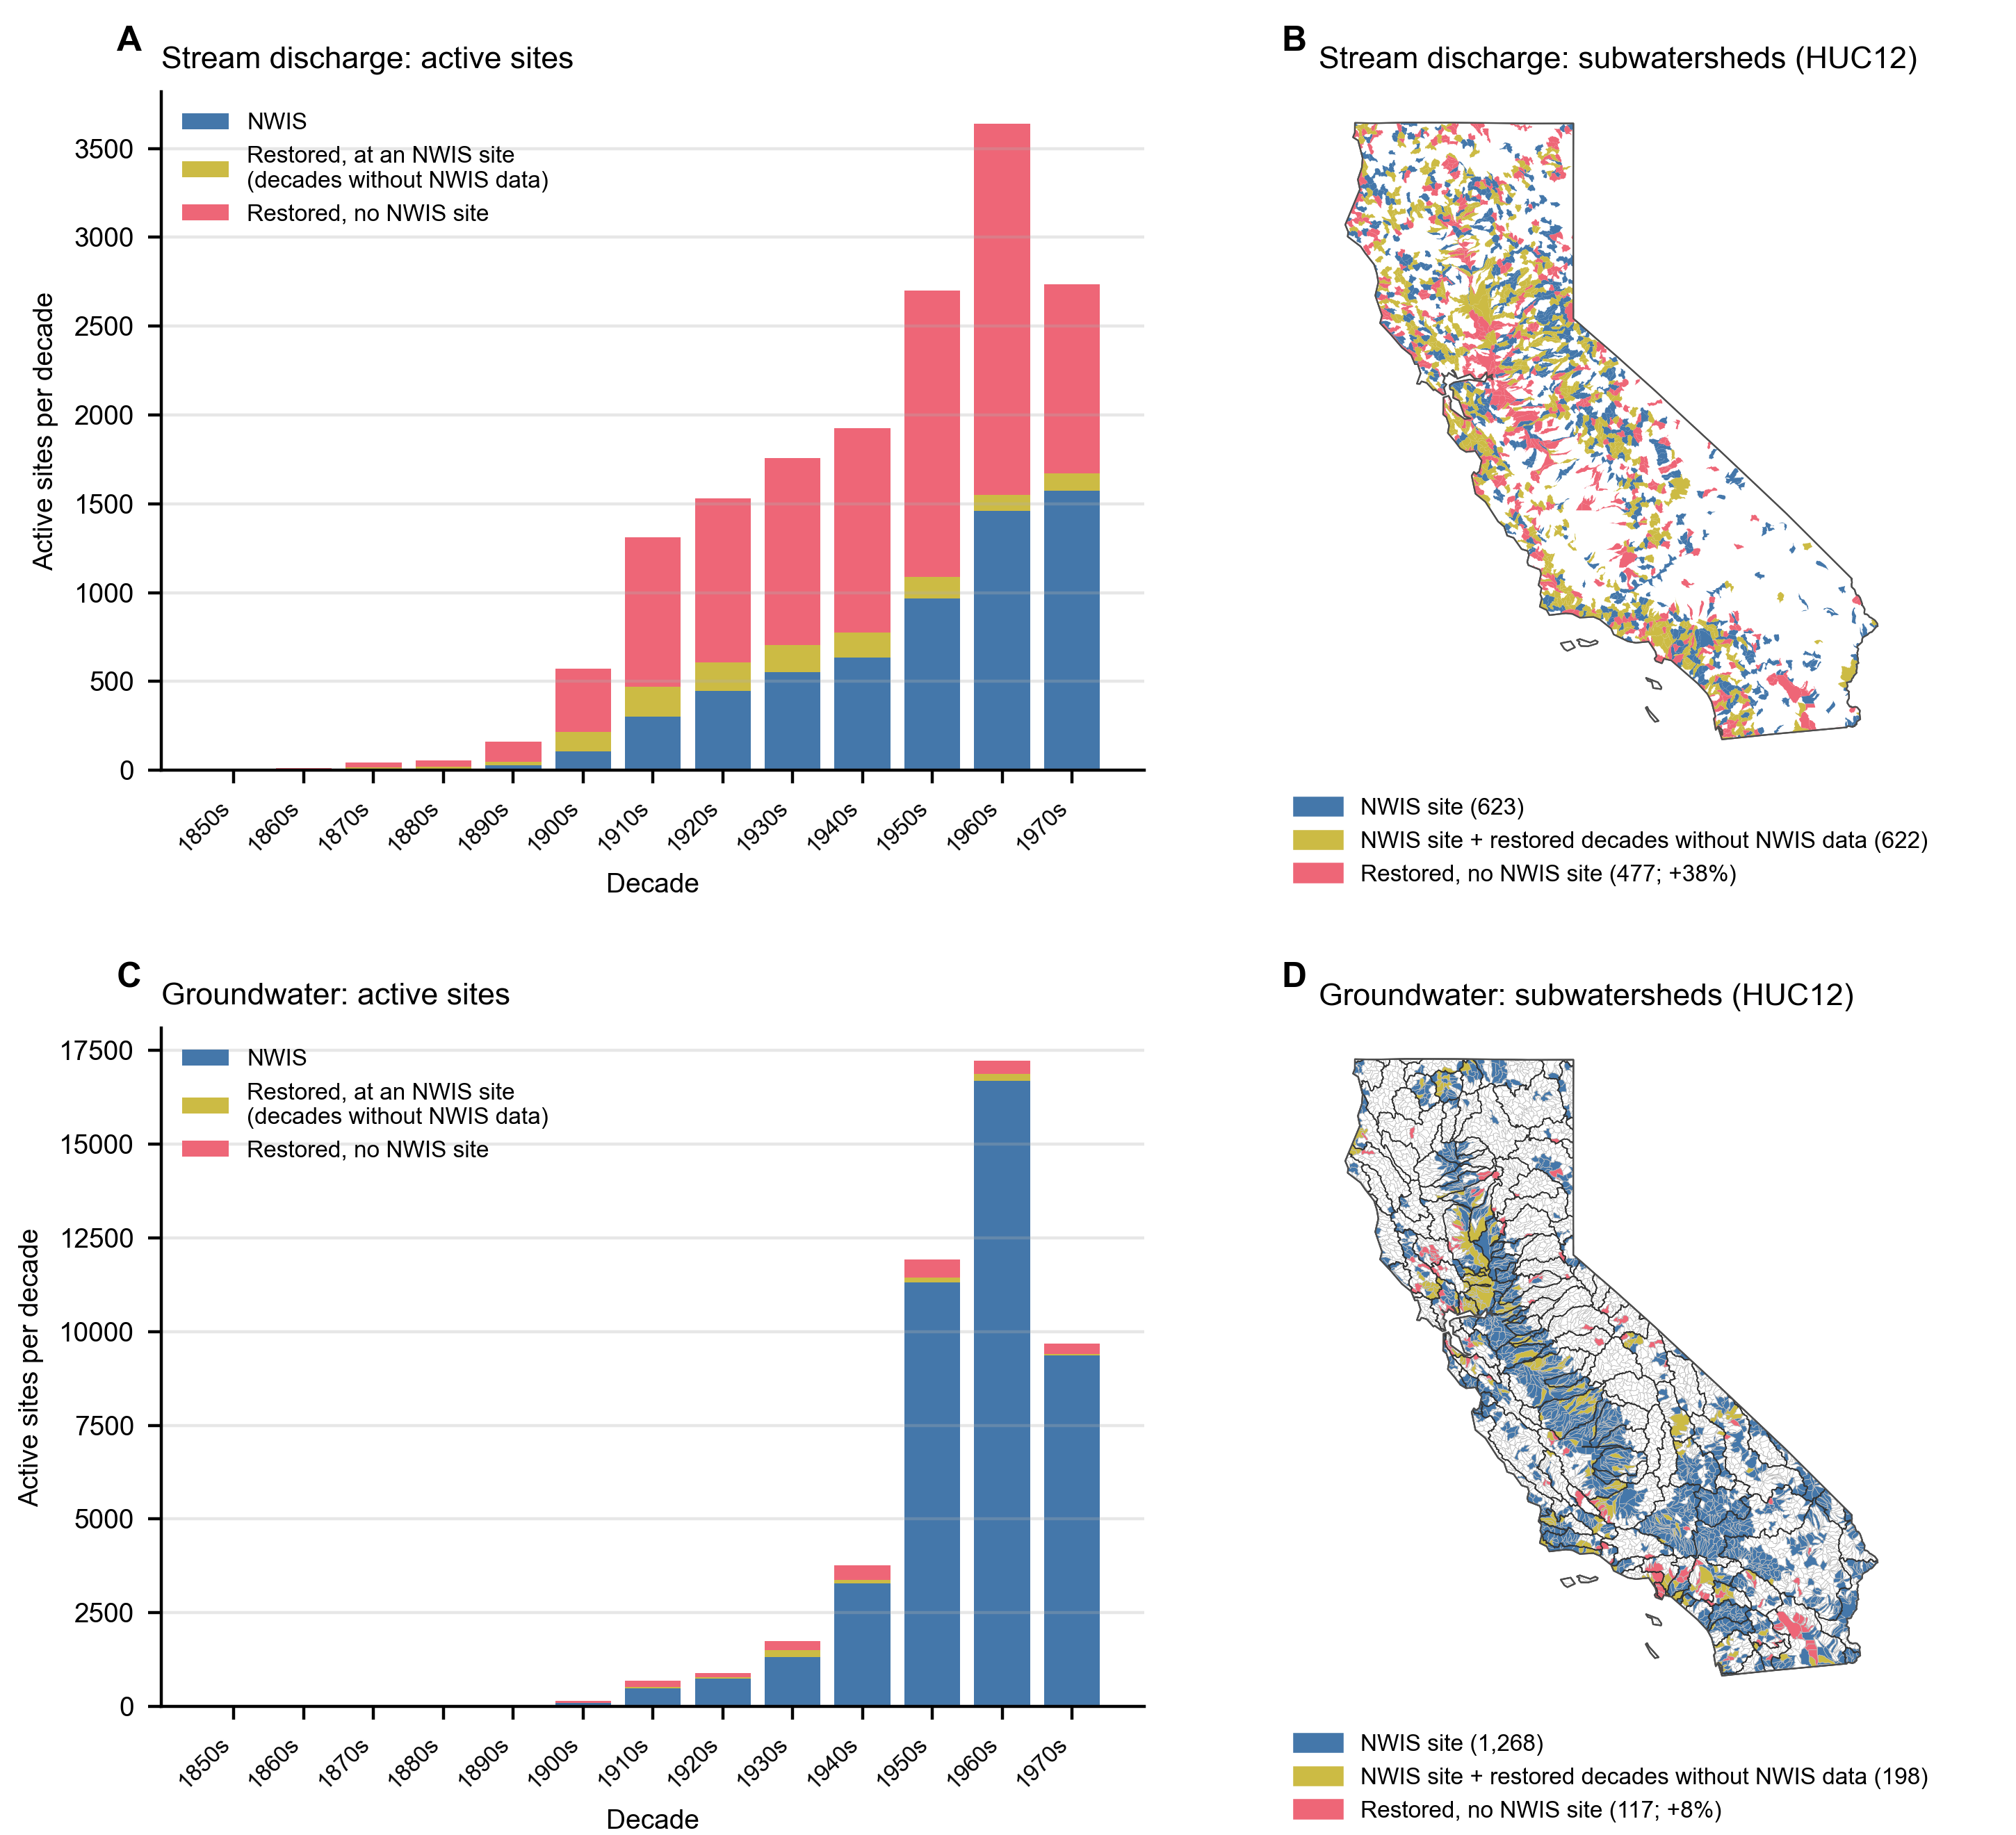 A
Stream discharge: active sites
NWIS
Restored, at an NWIS site
(decades without NWIS data)
Restored, no NWIS site
Active sites per decade
3500
3000
2500
2000
1500
1000
500
0
1850s
1860s
1870s
1880s
1890s
1900s
1910s
1920s
1930s
1940s
1950s
1960s
1970s
Decade
B
Stream discharge: subwatersheds (HUC12)
NWIS site (623)
NWIS site + restored decades without NWIS data (622)
Restored, no NWIS site (477; +38%)
C
Groundwater: active sites
NWIS
Restored, at an NWIS site
(decades without NWIS data)
Restored, no NWIS site
Active sites per decade
17500
15000
12500
10000
7500
5000
2500
0
1850s
1860s
1870s
1880s
1890s
1900s
1910s
1920s
1930s
1940s
1950s
1960s
1970s
Decade
D
Groundwater: subwatersheds (HUC12)
NWIS site (1,268)
NWIS site + restored decades without NWIS data (198)
Restored, no NWIS site (117; +8%)